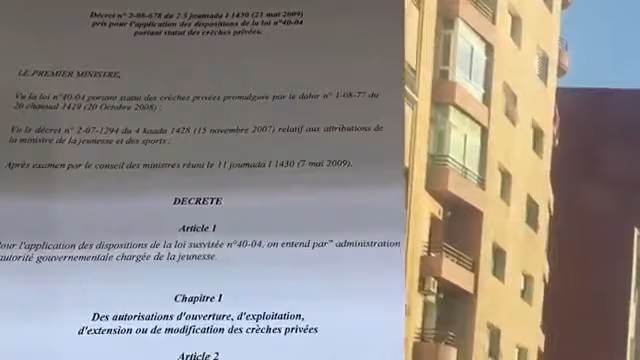 Décret n° 2-08-678 du 2 5 joumada I 1430 (21 mai 2009)
pris pour l'application des dispositions de la loi n°40-04
portant statut des crèches privées.
LE PREMIER MINISTRE,
Vu la loi n°40-04 portant statut des crèches privées promulguée par le dahir n° 1-08-77 du
20 chaoual 1429 (20 Octobre 2008) ;
Vu le décret n° 2-07-1294 du 4 kaada 1428 (15 novembre 2007) relatif aux attributions de
la ministre de la jeunesse et des sports ;
Après examen par le conseil des ministres réuni le 11 joumada I 1430 (7 mai 2009).
DECRETE
Article 1
Pour l'application des dispositions de la loi susvisée n°40-04, on entend par" administration
autorité gouvernementale chargée de la jeunesse.
Chapitre I
Des autorisations d'ouverture, d'exploitation,
d'extension ou de modification des crèches privées
Article 2